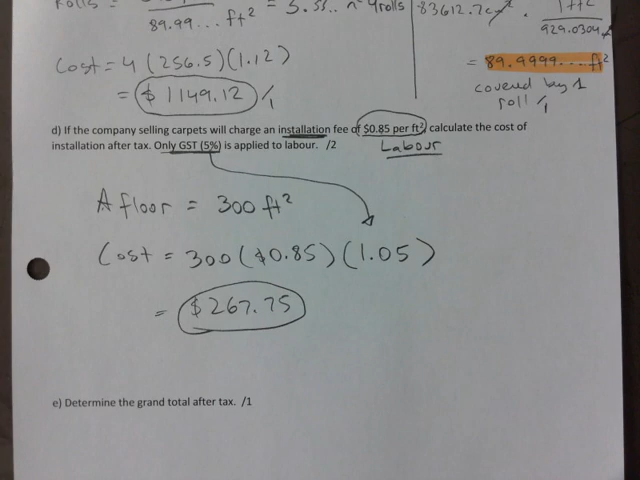 Rolls =
89.99... ft² = 3.33.. ≈ 4 rolls
Cost = 4 (256.5)(1.12)
= $1149.12 /1
83612.7 cm² · 1 ft²
929.0304
= 89.9999.... ft²
covered by 1
roll /1
d) If the company selling carpets will charge an installation fee of $0.85 per ft², calculate the cost of
installation after tax. Only GST (5%) is applied to labour. /2
Labour
A floor = 300 ft²
Cost = 300 ($0.85)(1.05)
= $267.75
e) Determine the grand total after tax. /1